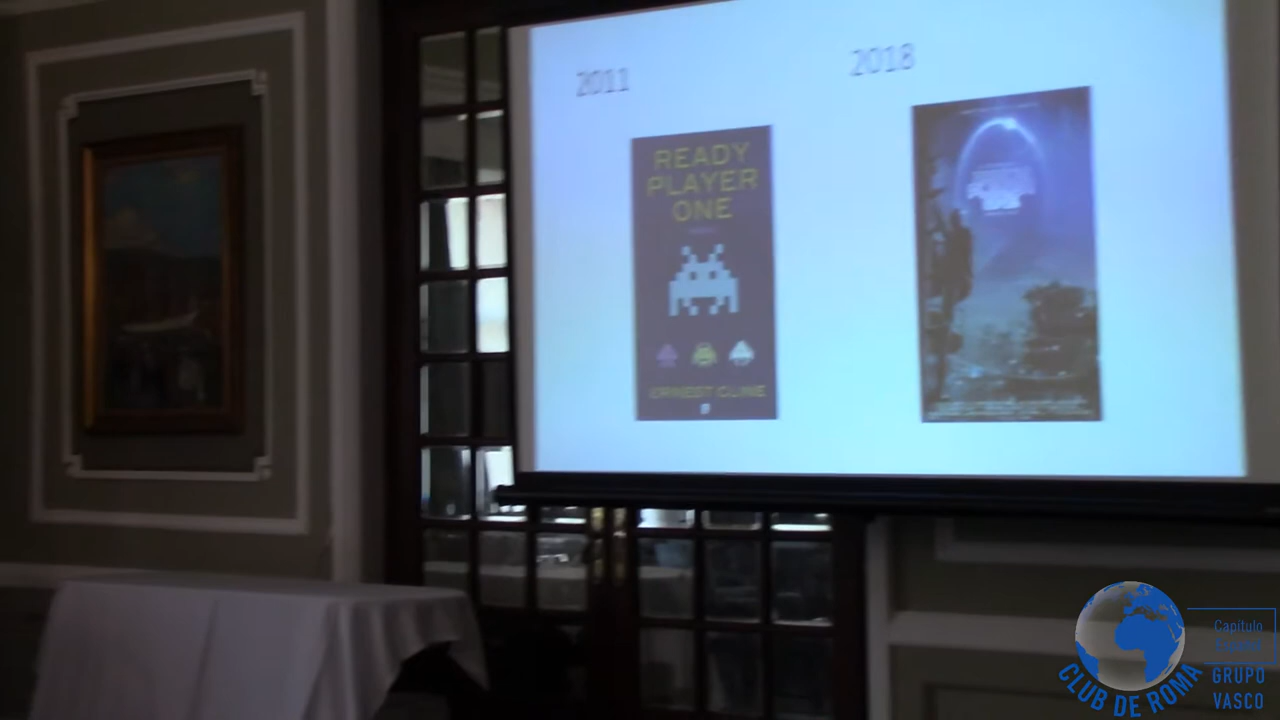 2011
2018
READY
PLAYER
ONE
ERNEST CLINE
Capítulo
Español
GRUPO
VASCO
CLUB DE ROMA